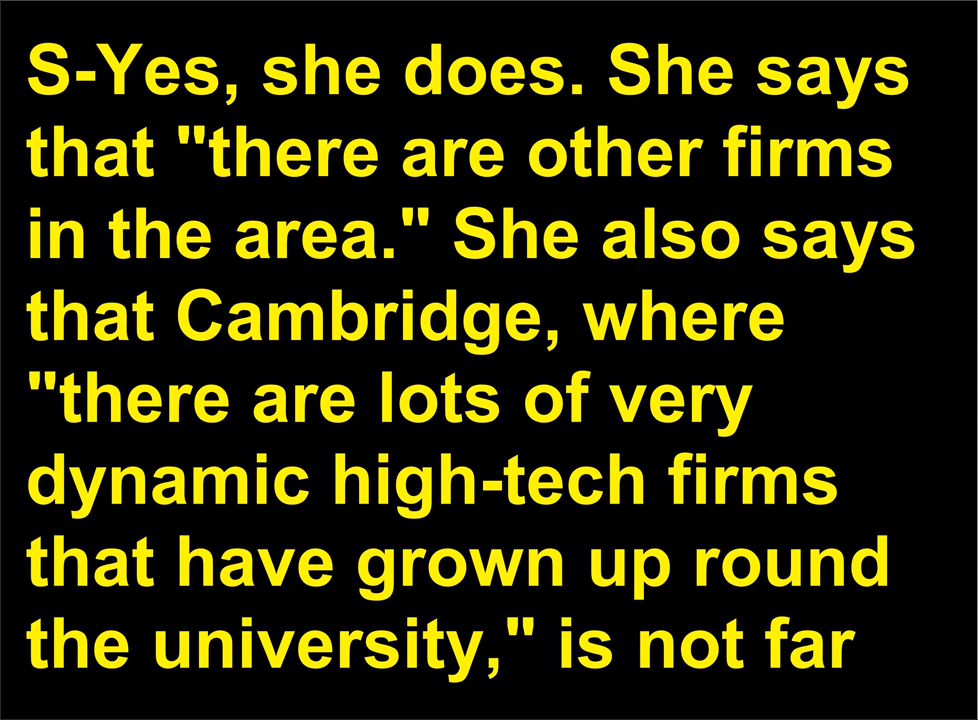 S-Yes, she does. She says
that "there are other firms
in the area." She also says
that Cambridge, where
"there are lots of very
dynamic high-tech firms
that have grown up round
the university," is not far